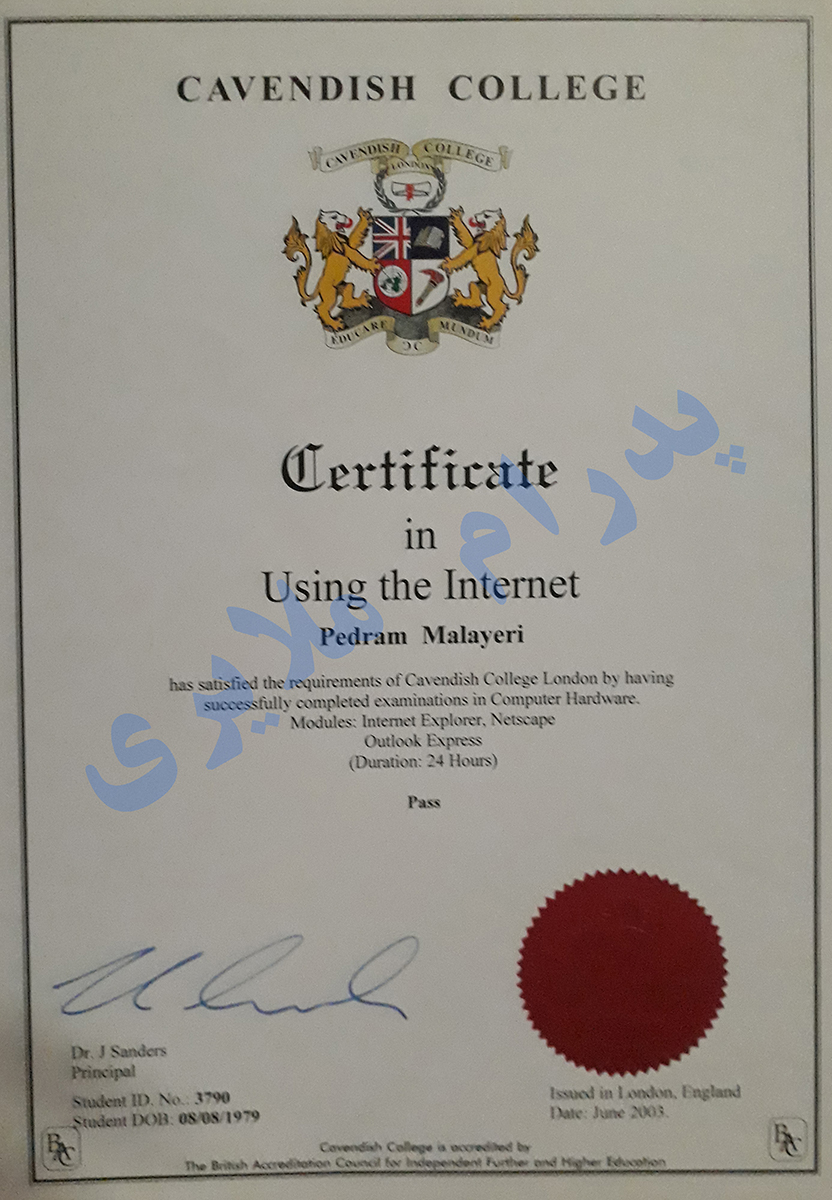 CAVENDISH COLLEGE
CAVENDISH COLLEGE
LONDON
EDUCARE MUNDUM
Certificate
in
Using the Internet
Pedram Malayeri
پدرام ملایری
has satisfied the requirements of Cavendish College London by having
successfully completed examinations in Computer Hardware.
Modules: Internet Explorer, Netscape
Outlook Express
(Duration: 24 Hours)
Pass
Dr. J Sanders
Principal
Student ID. No.: 3790
Student DOB: 08/08/1979
Issued in London, England
Date: June 2003.
BAC
BAC
Cavendish College is accredited by
The British Accreditation Council for Independent Further and Higher Education